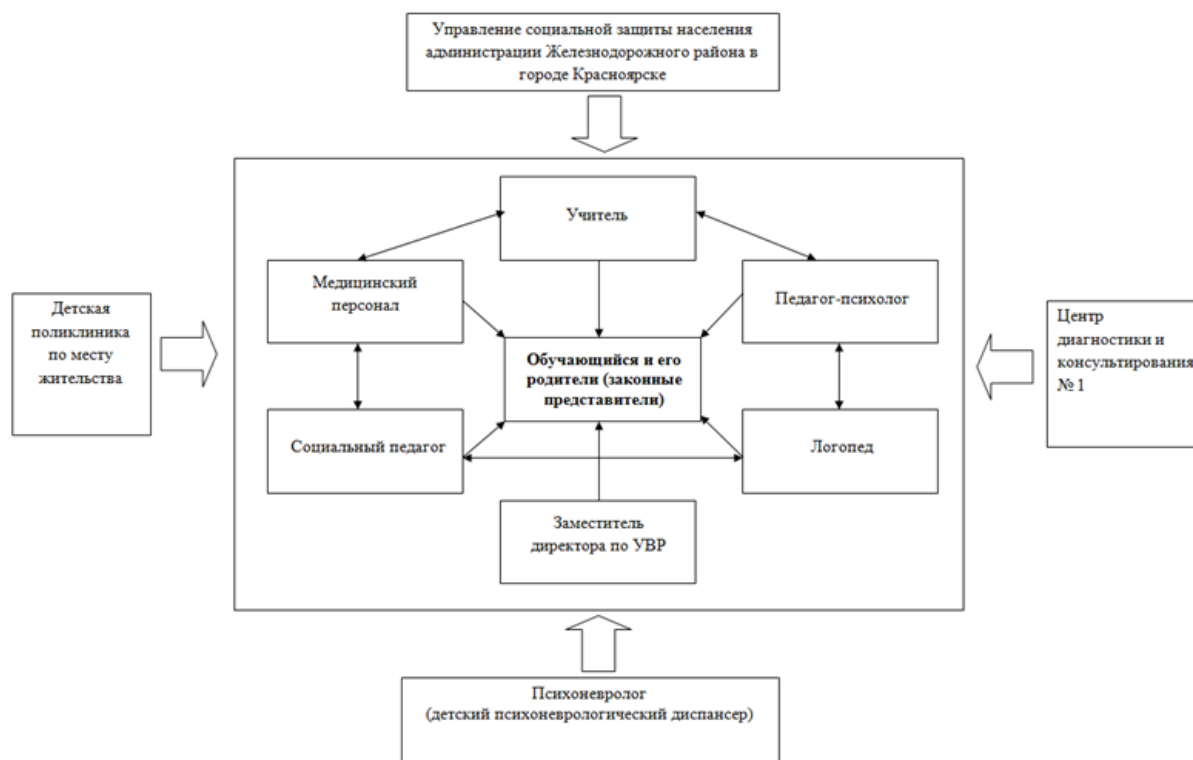 Управление социальной защиты населения
администрации Железнодорожного района в
городе Красноярске
Учитель
Медицинский
персонал
Педагог-психолог
Детская
поликлиника
по месту
жительства
Обучающийся и его
родители (законные
представители)
Центр
диагностики и
консультирования
№ 1
Социальный педагог
Логопед
Заместитель
директора по УВР
Психоневролог
(детский психоневрологический диспансер)